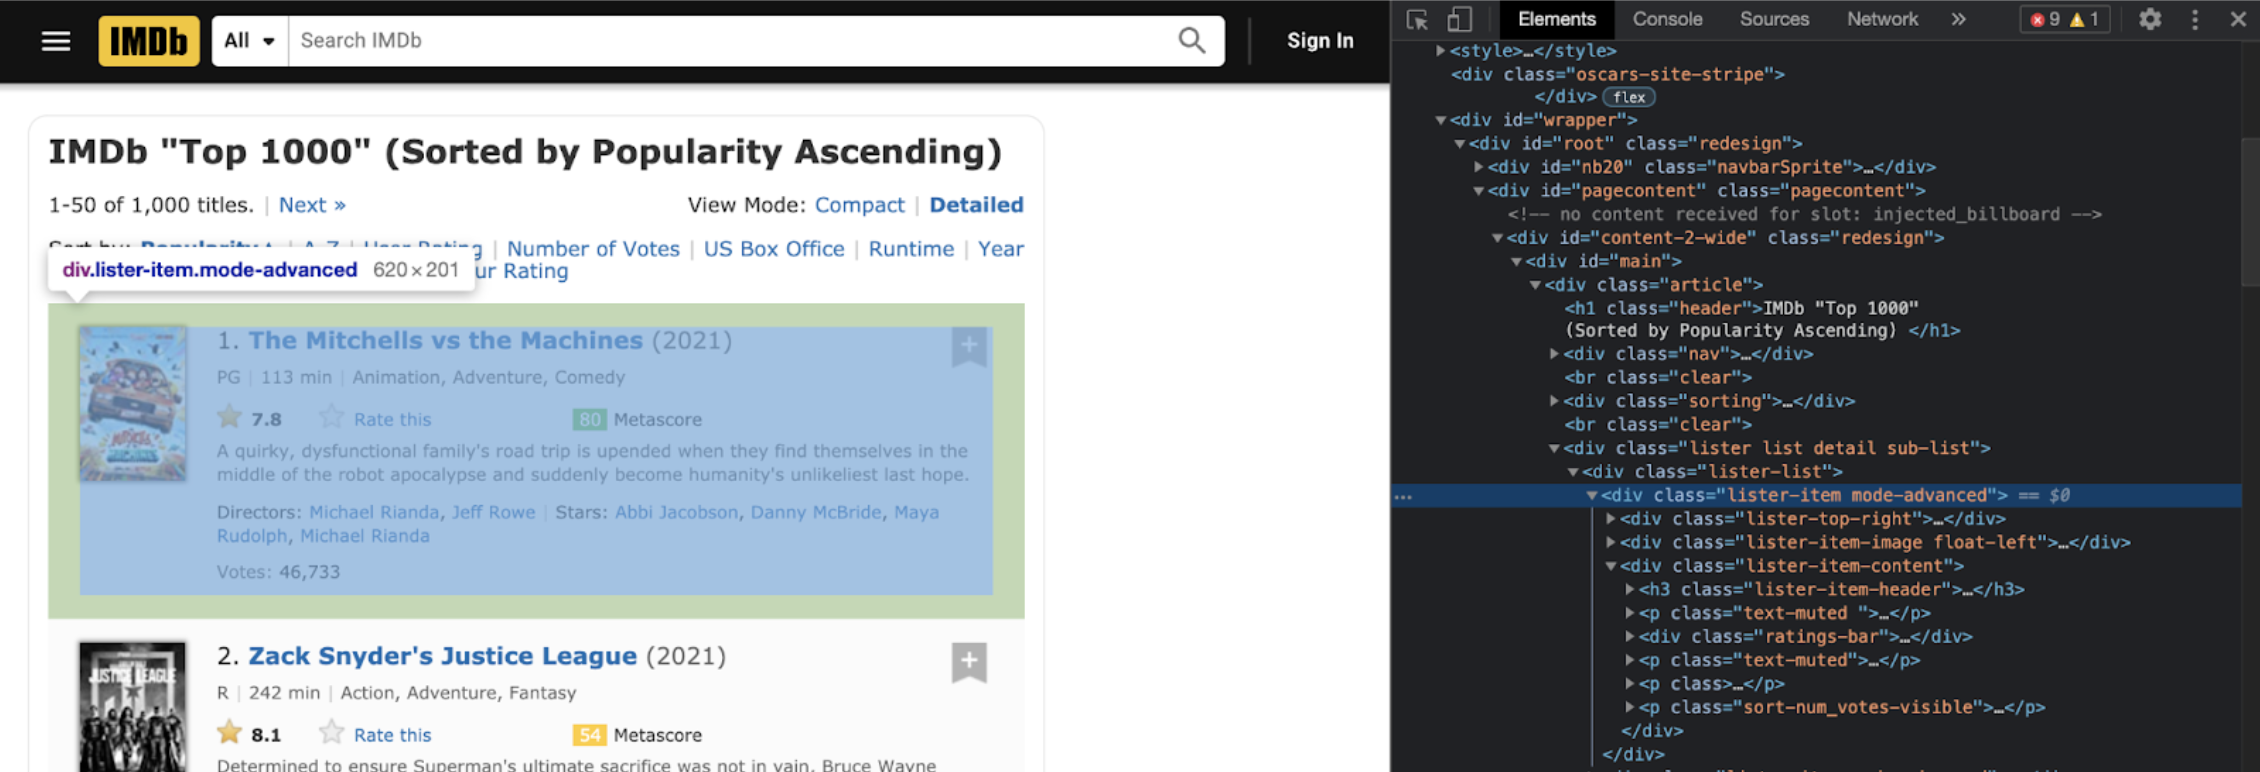 IMDb
All
Search IMDb
Sign In
IMDb "Top 1000" (Sorted by Popularity Ascending)
1-50 of 1,000 titles. | Next »
View Mode: Compact | Detailed
Sort by: Popularity | A-Z | User Rating | Number of Votes | US Box Office | Runtime | Year
div.lister-item.mode-advanced 620×201
ur Rating
1. The Mitchells vs the Machines (2021)
PG | 113 min | Animation, Adventure, Comedy
7.8 Rate this 80 Metascore
A quirky, dysfunctional family's road trip is upended when they find themselves in the
middle of the robot apocalypse and suddenly become humanity's unlikeliest last hope.
Directors: Michael Rianda, Jeff Rowe | Stars: Abbi Jacobson, Danny McBride, Maya
Rudolph, Michael Rianda
Votes: 46,733
2. Zack Snyder's Justice League (2021)
JUSTICE LEAGUE
R | 242 min | Action, Adventure, Fantasy
8.1 Rate this 54 Metascore
Determined to ensure Superman's ultimate sacrifice was not in vain, Bruce Wayne
Elements Console Sources Network » 9 1
<style>…</style>
<div class="oscars-site-stripe">
</div> flex
<div id="wrapper">
<div id="root" class="redesign">
<div id="nb20" class="navbarSprite">…</div>
<div id="pagecontent" class="pagecontent">
<!-- no content received for slot: injected_billboard -->
<div id="content-2-wide" class="redesign">
<div id="main">
<div class="article">
<h1 class="header">IMDb "Top 1000"
(Sorted by Popularity Ascending) </h1>
<div class="nav">…</div>
<br class="clear">
<div class="sorting">…</div>
<br class="clear">
<div class="lister list detail sub-list">
<div class="lister-list">
… <div class="lister-item mode-advanced"> == $0
<div class="lister-top-right">…</div>
<div class="lister-item-image float-left">…</div>
<div class="lister-item-content">
<h3 class="lister-item-header">…</h3>
<p class="text-muted ">…</p>
<div class="ratings-bar">…</div>
<p class="text-muted">…</p>
<p class>…</p>
<p class="sort-num_votes-visible">…</p>
</div>
</div>